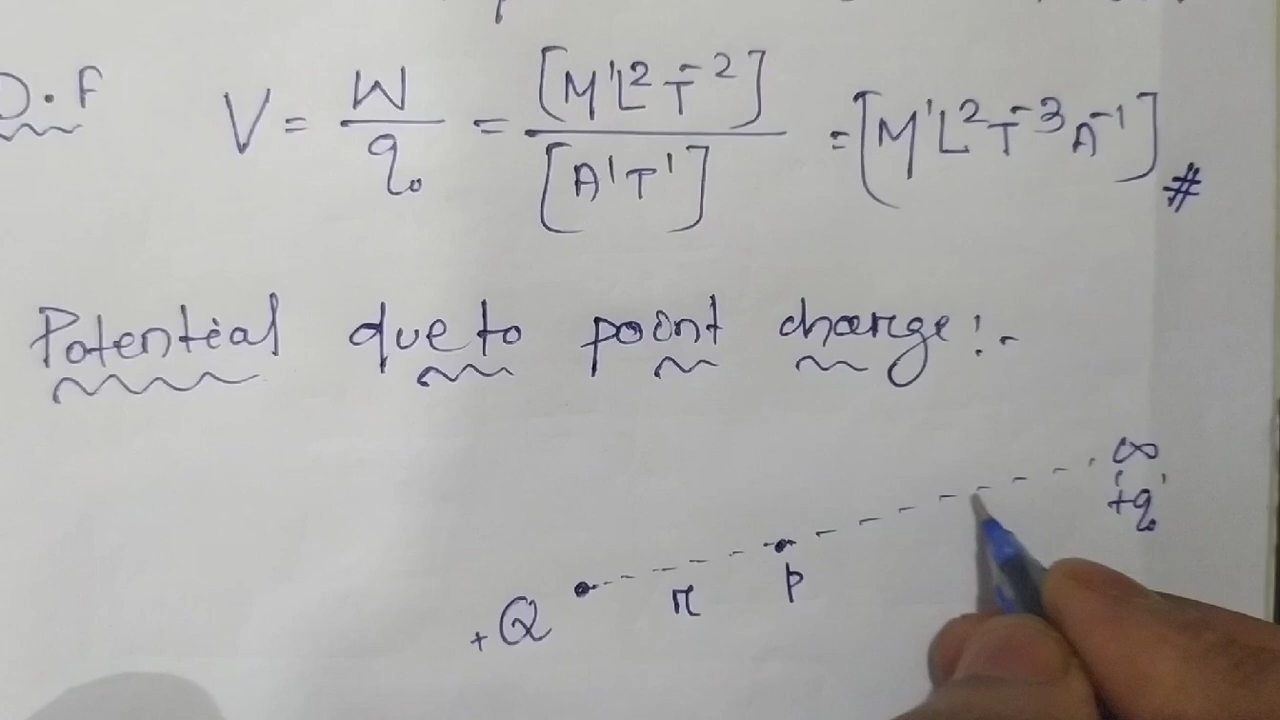 D.F V = W/q₀ = [M¹L²T⁻²]/[A¹T¹] = [M¹L²T⁻³A⁻¹] #
Potential due to point charge:-
∞
'+q₀'
+Q r P